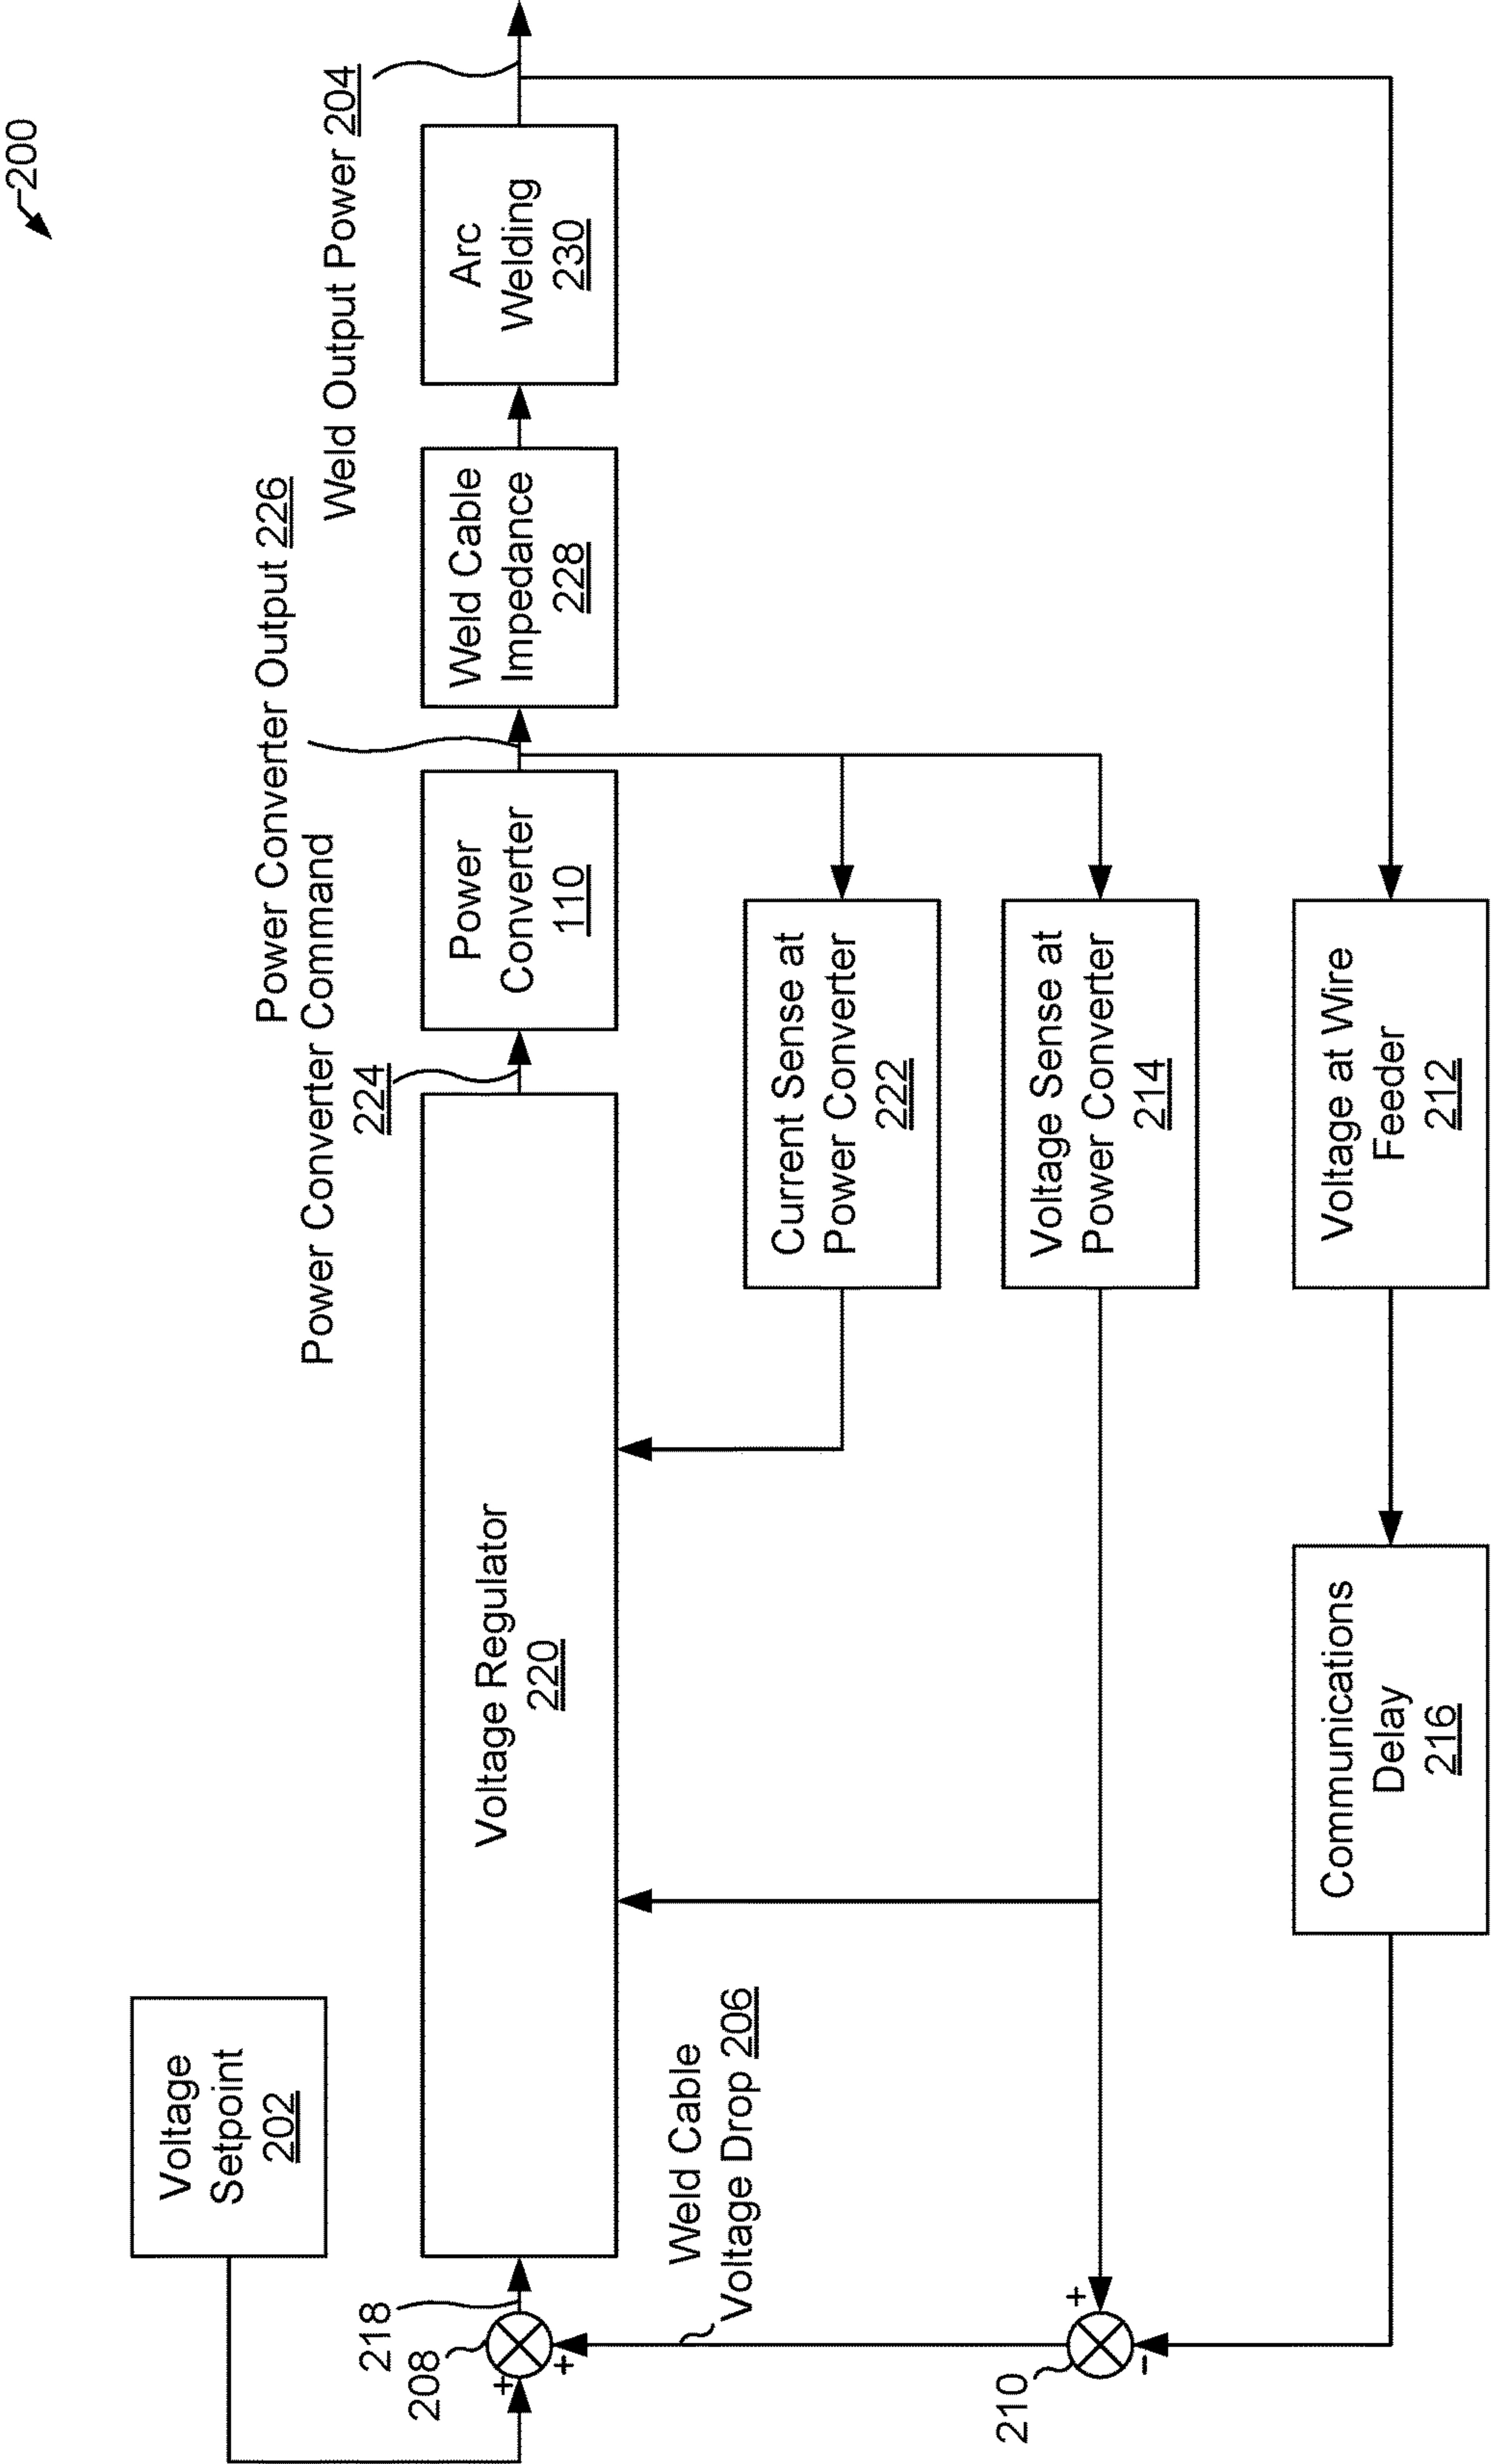 200
Voltage
Setpoint
202
Power Converter Output 226
Power Converter Command
224
Weld Output Power 204
218
208
+
+
Voltage Regulator
220
Power
Converter
110
Weld Cable
Impedance
228
Arc
Welding
230
Weld Cable
Voltage Drop 206
Current Sense at
Power Converter
222
210
+
-
Voltage Sense at
Power Converter
214
Communications
Delay
216
Voltage at Wire
Feeder
212